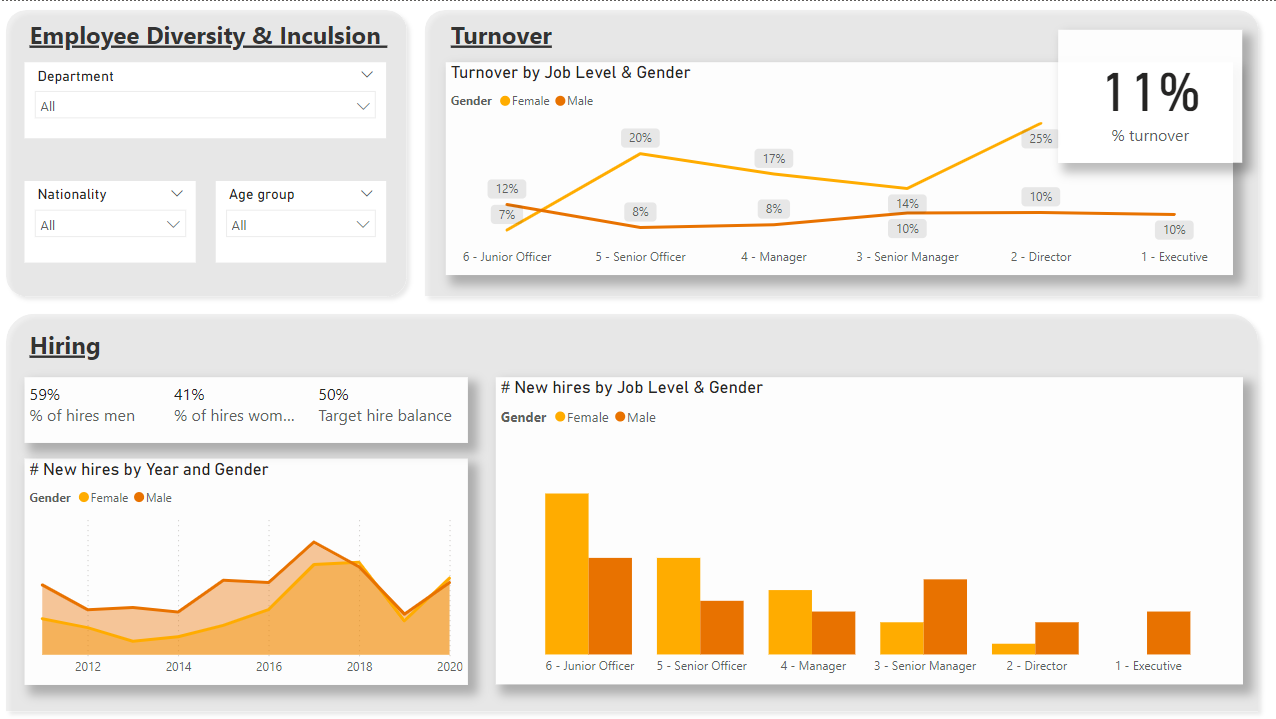 Employee Diversity & Inculsion
Department
All
Nationality
All
Age group
All
Turnover
Turnover by Job Level & Gender
Gender Female Male
11%
% turnover
20%
17%
25%
12%
7%
8%
8%
14%
10%
10%
10%
6 - Junior Officer 5 - Senior Officer 4 - Manager 3 - Senior Manager 2 - Director 1 - Executive
Hiring
59% 41% 50%
% of hires men % of hires wom... Target hire balance
# New hires by Year and Gender
Gender Female Male
2012 2014 2016 2018 2020
# New hires by Job Level & Gender
Gender Female Male
6 - Junior Officer 5 - Senior Officer 4 - Manager 3 - Senior Manager 2 - Director 1 - Executive